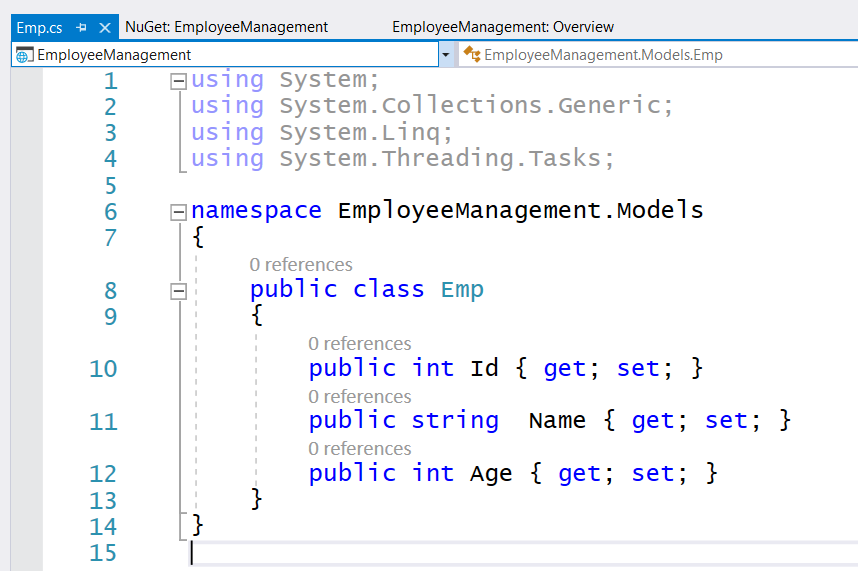 Emp.cs NuGet: EmployeeManagement EmployeeManagement: Overview
EmployeeManagement EmployeeManagement.Models.Emp
1 using System;
2 using System.Collections.Generic;
3 using System.Linq;
4 using System.Threading.Tasks;
5
6 namespace EmployeeManagement.Models
7 {
0 references
8 public class Emp
9 {
0 references
10 public int Id { get; set; }
0 references
11 public string  Name { get; set; }
0 references
12 public int Age { get; set; }
13 }
14 }
15